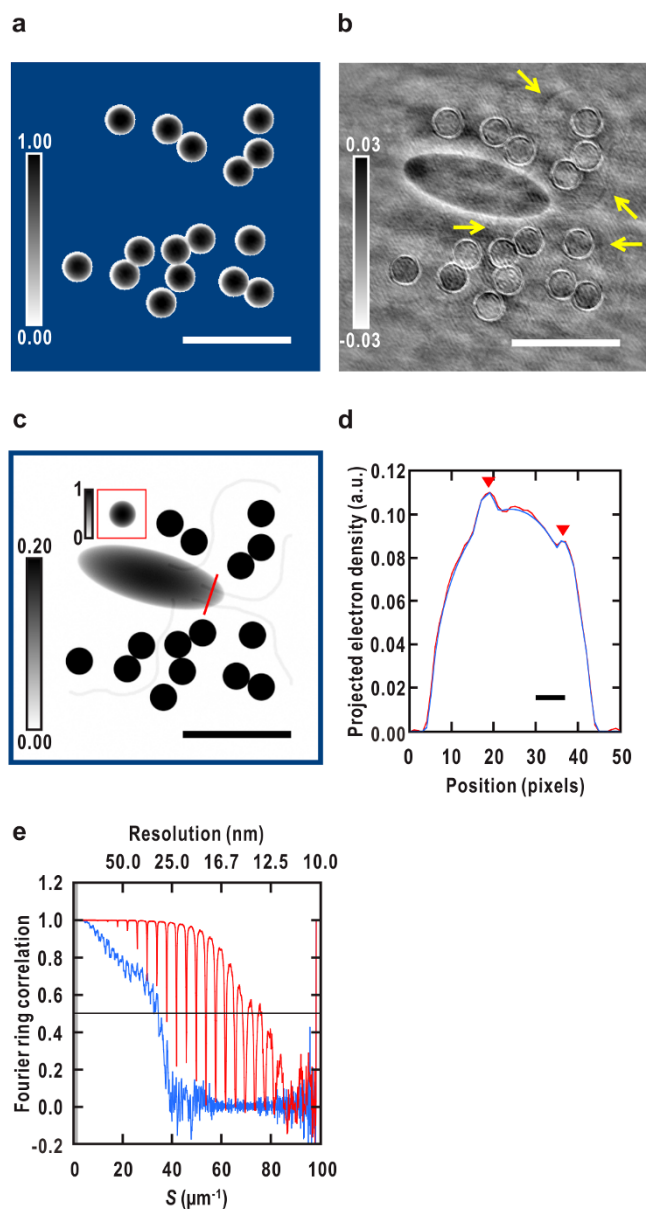 a
1.00
0.00
b
0.03
-0.03
c
1
0
0.20
0.00
d
Projected electron density (a.u.)
0.12
0.10
0.08
0.06
0.04
0.02
0.00
0 10 20 30 40 50
Position (pixels)
e
Resolution (nm)
50.0 25.0 16.7 12.5 10.0
Fourier ring correlation
1.2
1.0
0.8
0.6
0.4
0.2
0.0
-0.2
0 20 40 60 80 100
S (μm⁻¹)